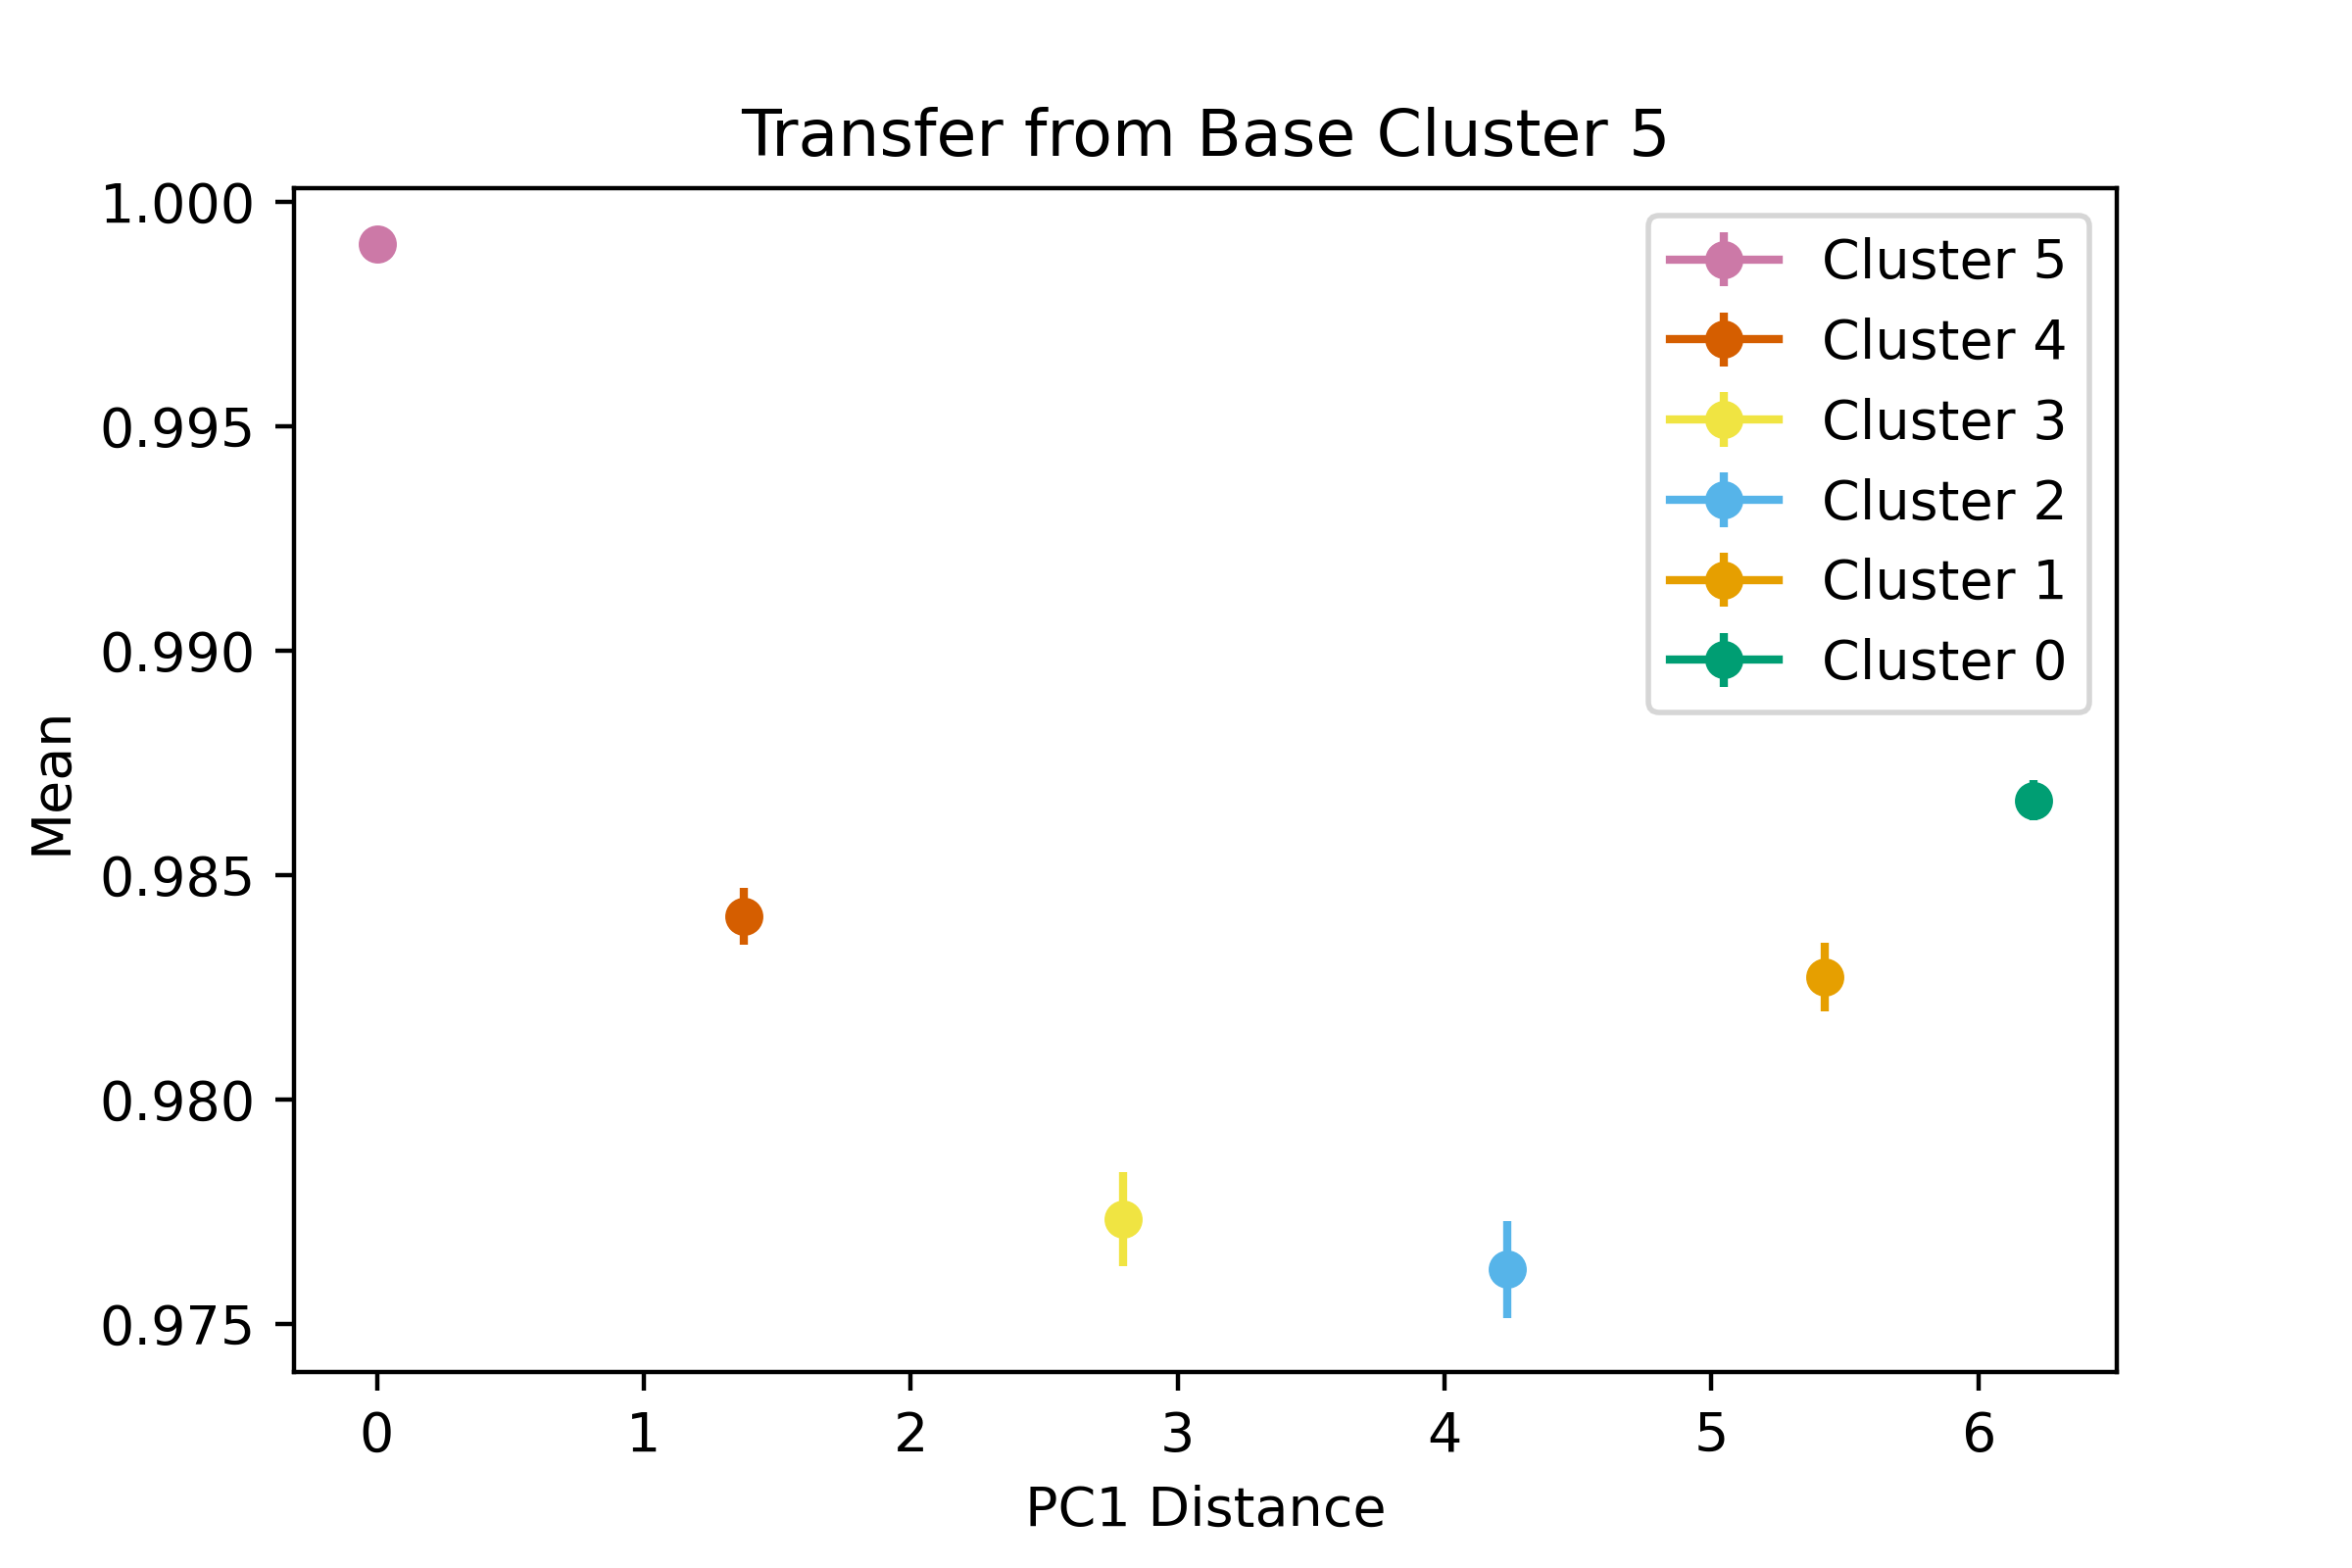 Transfer from Base Cluster 5
1.000
0.995
0.990
0.985
0.980
0.975
Mean
Cluster 5
Cluster 4
Cluster 3
Cluster 2
Cluster 1
Cluster 0
0 1 2 3 4 5 6
PC1 Distance